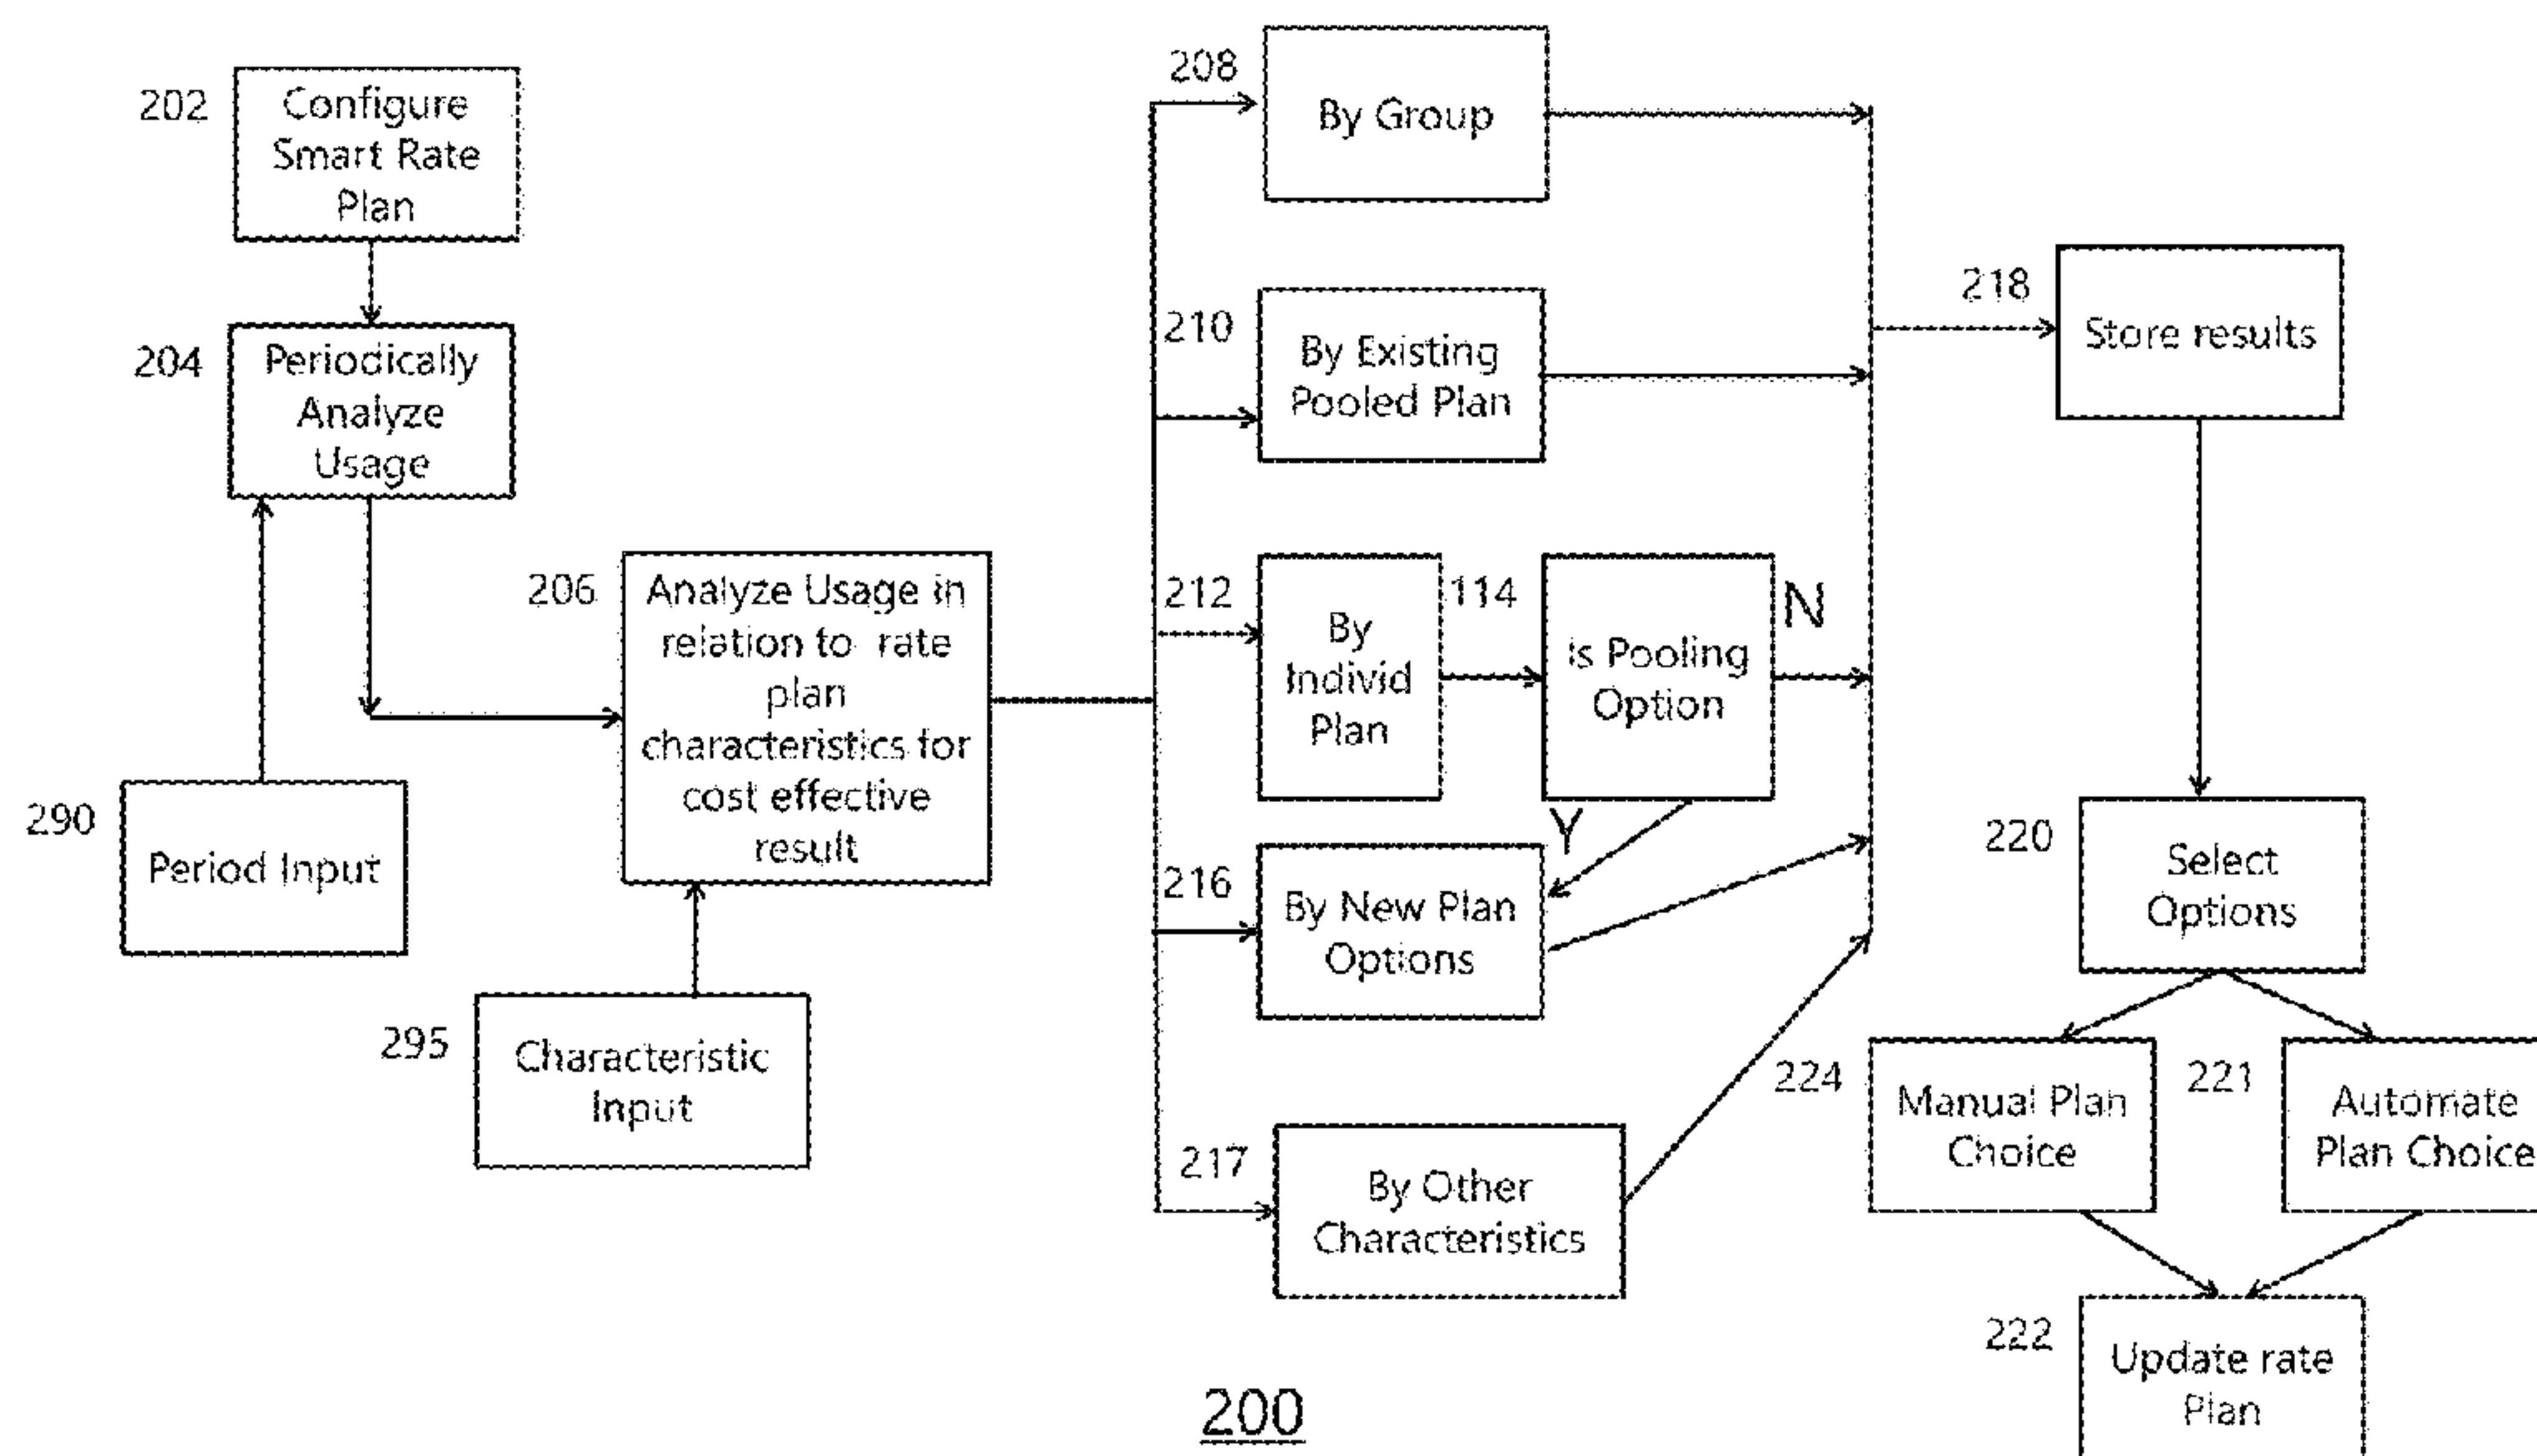 202
Configure
Smart Rate
Plan
204
Periodically
Analyze
Usage
290
Period Input
206
Analyze Usage in
relation to rate
plan
characteristics for
cost effective
result
295
Characteristic
Input
208
By Group
210
By Existing
Pooled Plan
212
By
Individ
Plan
114
is Pooling
Option
N
Y
216
By New Plan
Options
217
By Other
Characteristics
218
Store results
220
Select
Options
224
Manual Plan
Choice
221
Automate
Plan Choice
222
Update rate
Plan
200